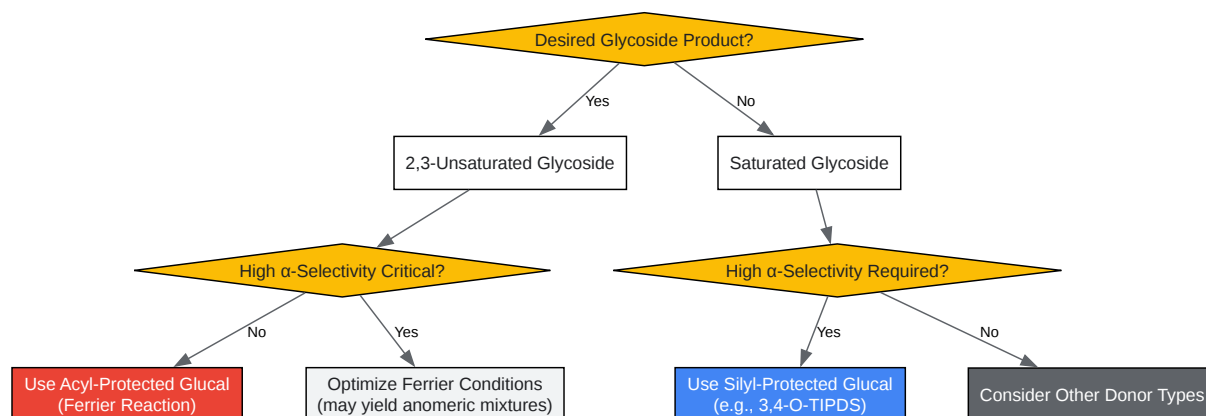 Desired Glycoside Product?
Yes
No
2,3-Unsaturated Glycoside
Saturated Glycoside
High α-Selectivity Critical?
High α-Selectivity Required?
No
Yes
Yes
No
Use Acyl-Protected Glucal
(Ferrier Reaction)
Optimize Ferrier Conditions
(may yield anomeric mixtures)
Use Silyl-Protected Glucal
(e.g., 3,4-O-TIPDS)
Consider Other Donor Types